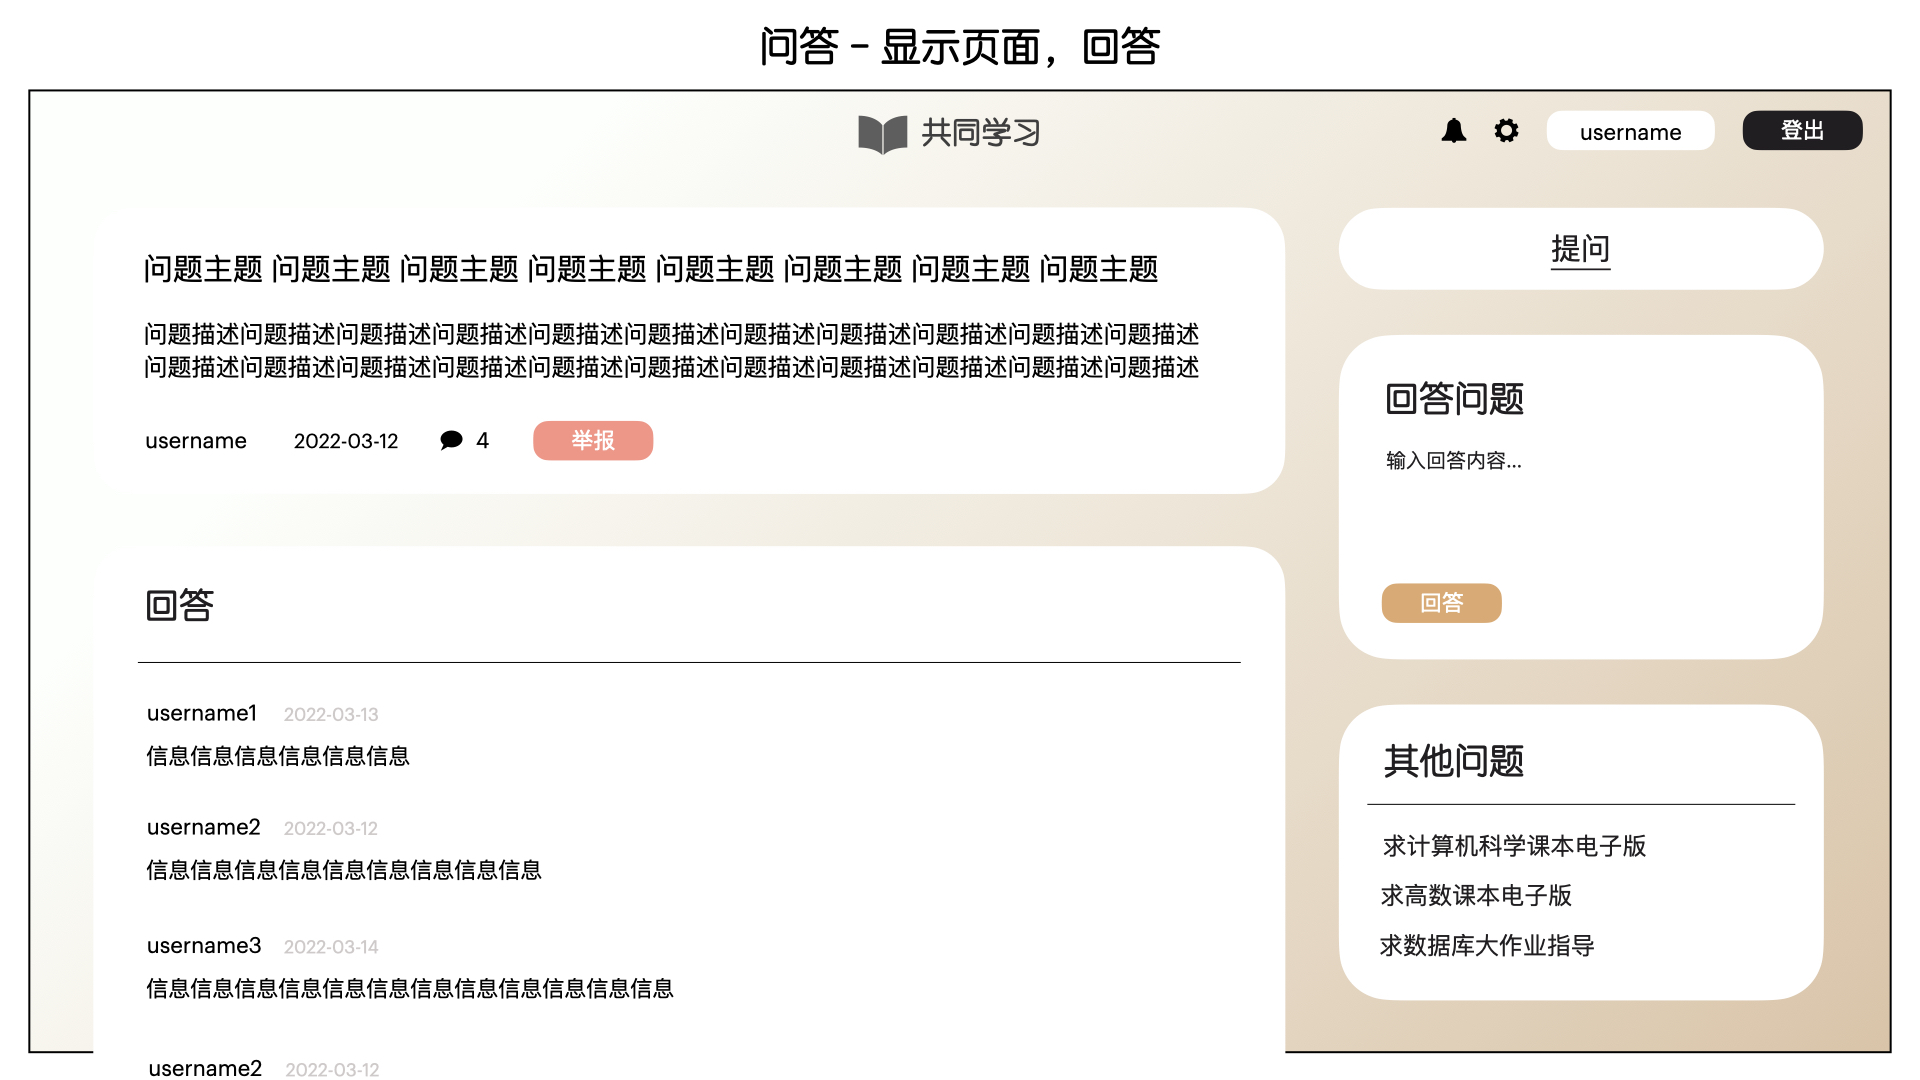 问答 - 显示页面，回答
共同学习
username
登出
问题主题 问题主题 问题主题 问题主题 问题主题 问题主题 问题主题 问题主题
问题描述问题描述问题描述问题描述问题描述问题描述问题描述问题描述问题描述问题描述问题描述
问题描述问题描述问题描述问题描述问题描述问题描述问题描述问题描述问题描述问题描述问题描述
username 2022-03-12 4 举报
回答
username1 2022-03-13
信息信息信息信息信息信息
username2 2022-03-12
信息信息信息信息信息信息信息信息信息
username3 2022-03-14
信息信息信息信息信息信息信息信息信息信息信息信息
username2 2022-03-12
提问
回答问题
输入回答内容...
回答
其他问题
求计算机科学课本电子版
求高数课本电子版
求数据库大作业指导